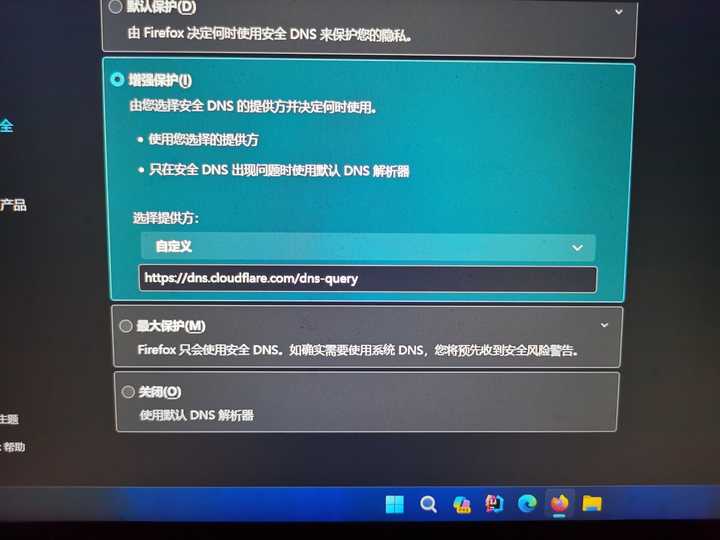 默认保护(D)
由 Firefox 决定何时使用安全 DNS 来保护您的隐私。
增强保护(I)
由您选择安全 DNS 的提供方并决定何时使用。
• 使用您选择的提供方
• 只在安全 DNS 出现问题时使用默认 DNS 解析器
选择提供方:
自定义
https://dns.cloudflare.com/dns-query
最大保护(M)
Firefox 只会使用安全 DNS。如确实需要使用系统 DNS，您将预先收到安全风险警告。
关闭(O)
使用默认 DNS 解析器
全
产品
主题
帮助